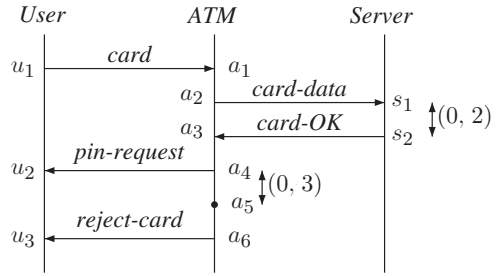 User ATM Server
u₁ card a₁
a₂ card-data s₁
(0, 2)
a₃ card-OK s₂
pin-request
u₂ a₄
(0, 3)
a₅
reject-card
u₃ a₆